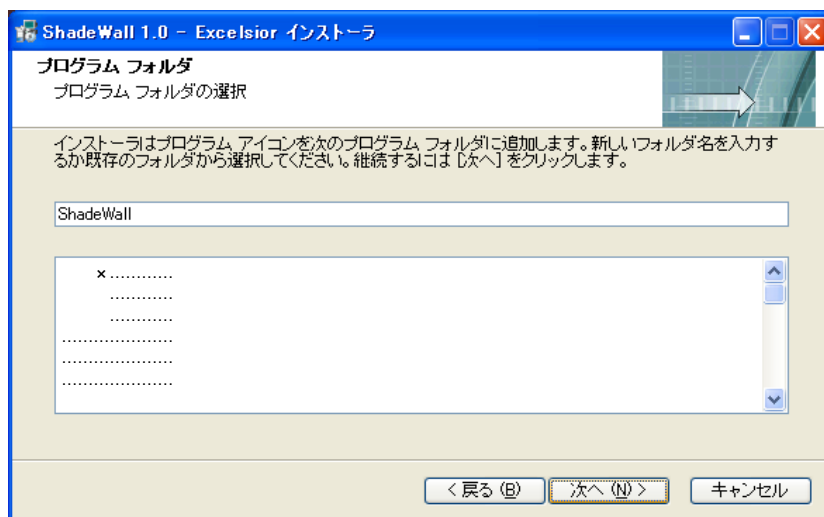 ShadeWall 1.0 - Excelsior インストーラ
プログラム フォルダ
プログラム フォルダの選択
インストーラはプログラム アイコンを次のプログラム フォルダに追加します。新しいフォルダ名を入力す
るか既存のフォルダから選択してください。継続するには [次へ] をクリックします。
ShadeWall
×............
............
............
.....................
.....................
.....................
< 戻る (B)
次へ (N) >
キャンセル